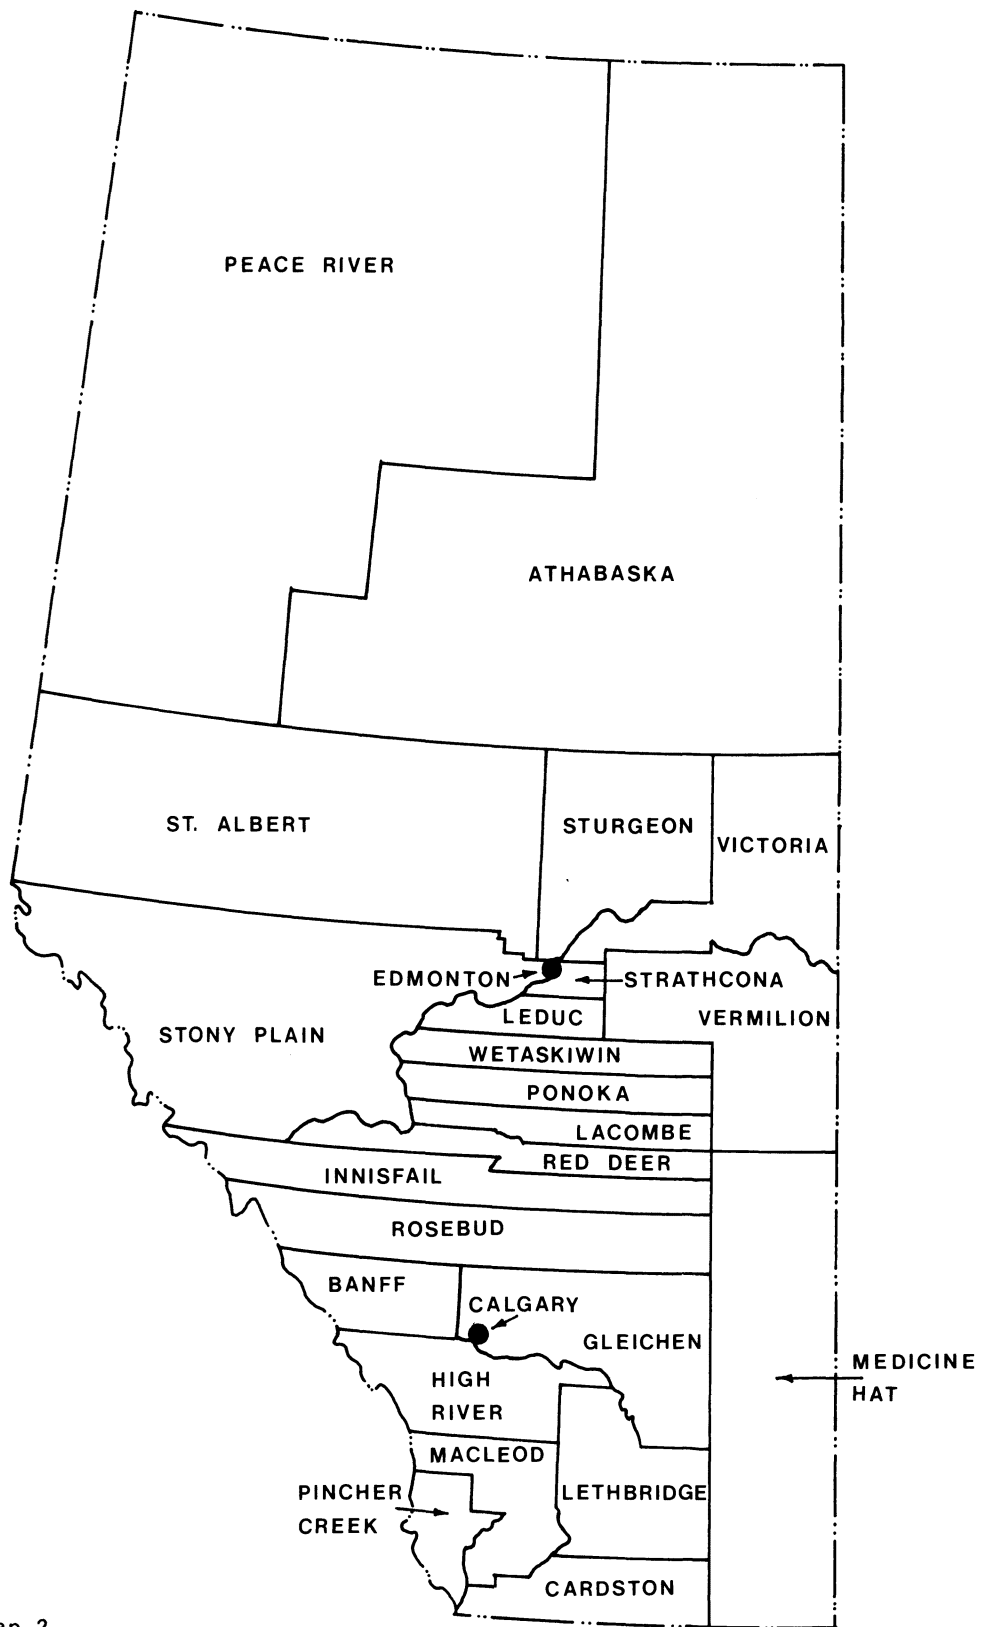 PEACE RIVER
ATHABASKA
ST. ALBERT
STURGEON
VICTORIA
EDMONTON
STRATHCONA
STONY PLAIN
LEDUC
VERMILION
WETASKIWIN
PONOKA
LACOMBE
RED DEER
INNISFAIL
ROSEBUD
BANFF
CALGARY
GLEICHEN
MEDICINE
HAT
HIGH
RIVER
MACLEOD
PINCHER
CREEK
LETHBRIDGE
CARDSTON